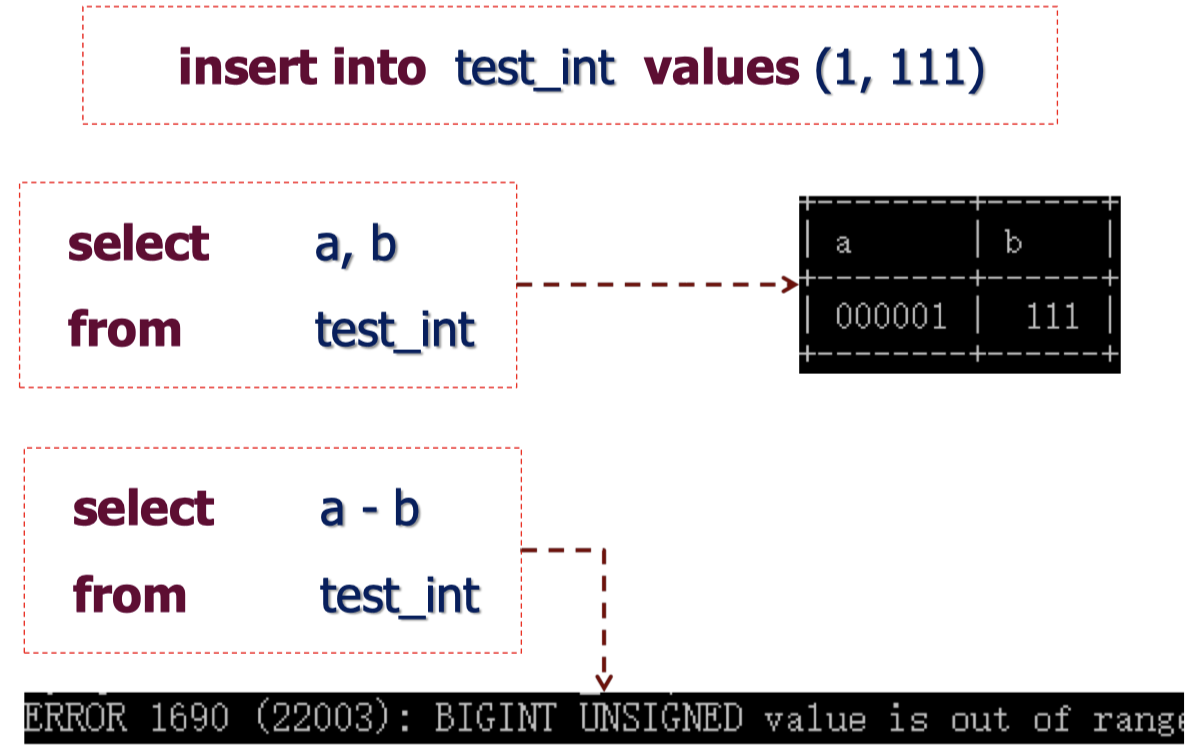 insert into test_int values (1, 111)
select a, b
from test_int
a b
000001 111
select a - b
from test_int
ERROR 1690 (22003): BIGINT UNSIGNED value is out of range